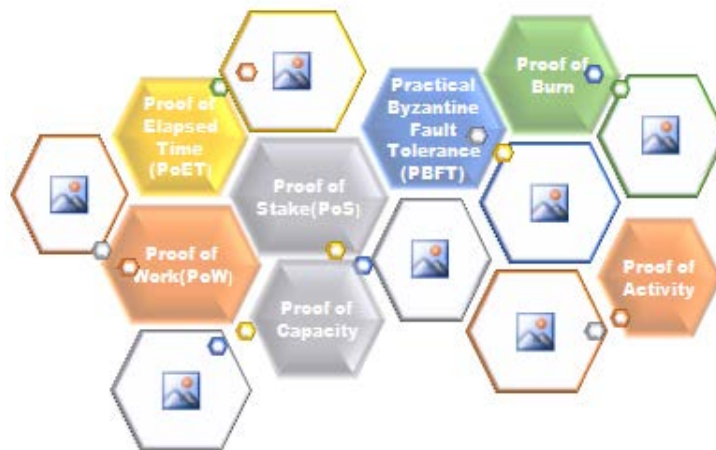 Proof of
Elapsed
Time
(PoET)
Practical
Byzantine
Fault
Tolerance
(PBFT)
Proof of
Burn
Proof of
Stake(PoS)
Proof of
Work(PoW)
Proof of
Capacity
Proof of
Activity